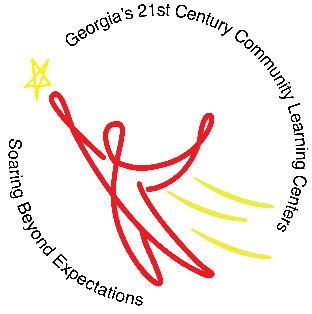 Georgia's 21st Century Community Learning Centers
Soaring Beyond Expectations